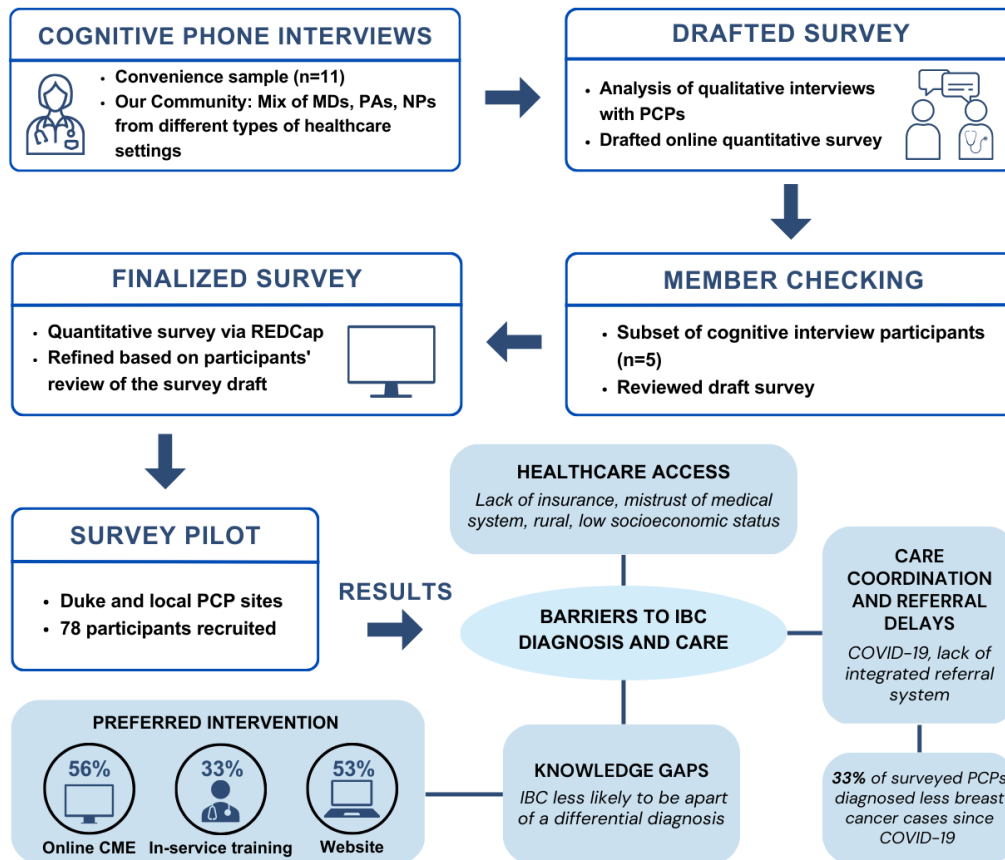 COGNITIVE PHONE INTERVIEWS
• Convenience sample (n=11)
• Our Community: Mix of MDs, PAs, NPs
from different types of healthcare
settings
DRAFTED SURVEY
• Analysis of qualitative interviews
with PCPs
• Drafted online quantitative survey
MEMBER CHECKING
• Subset of cognitive interview participants
(n=5)
• Reviewed draft survey
FINALIZED SURVEY
• Quantitative survey via REDCap
• Refined based on participants'
review of the survey draft
SURVEY PILOT
• Duke and local PCP sites
• 78 participants recruited
RESULTS
HEALTHCARE ACCESS
Lack of insurance, mistrust of medical
system, rural, low socioeconomic status
BARRIERS TO IBC
DIAGNOSIS AND CARE
CARE
COORDINATION
AND REFERRAL
DELAYS
COVID-19, lack of
integrated referral
system
33% of surveyed PCPs
diagnosed less breast
cancer cases since
COVID-19
KNOWLEDGE GAPS
IBC less likely to be apart
of a differential diagnosis
PREFERRED INTERVENTION
56%
Online CME
33%
In-service training
53%
Website